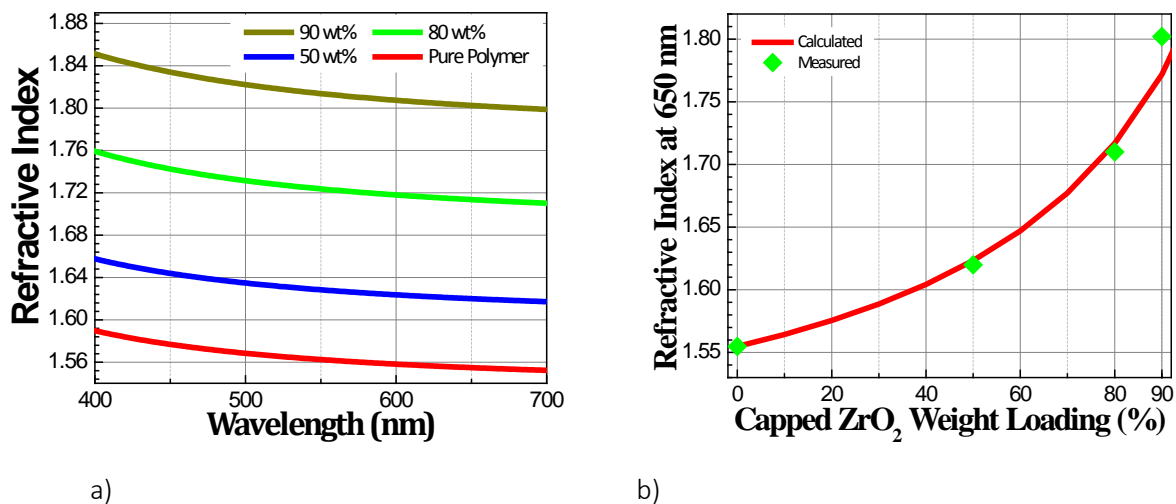 1.88
1.84
1.80
1.76
1.72
1.68
1.64
1.60
1.56
90 wt%
80 wt%
50 wt%
Pure Polymer
Refractive Index
400
500
600
700
Wavelength (nm)
a)
1.80
1.75
1.70
1.65
1.60
1.55
Calculated
Measured
Refractive Index at 650 nm
0
20
40
60
80
90
Capped ZrO₂ Weight Loading (%)
b)